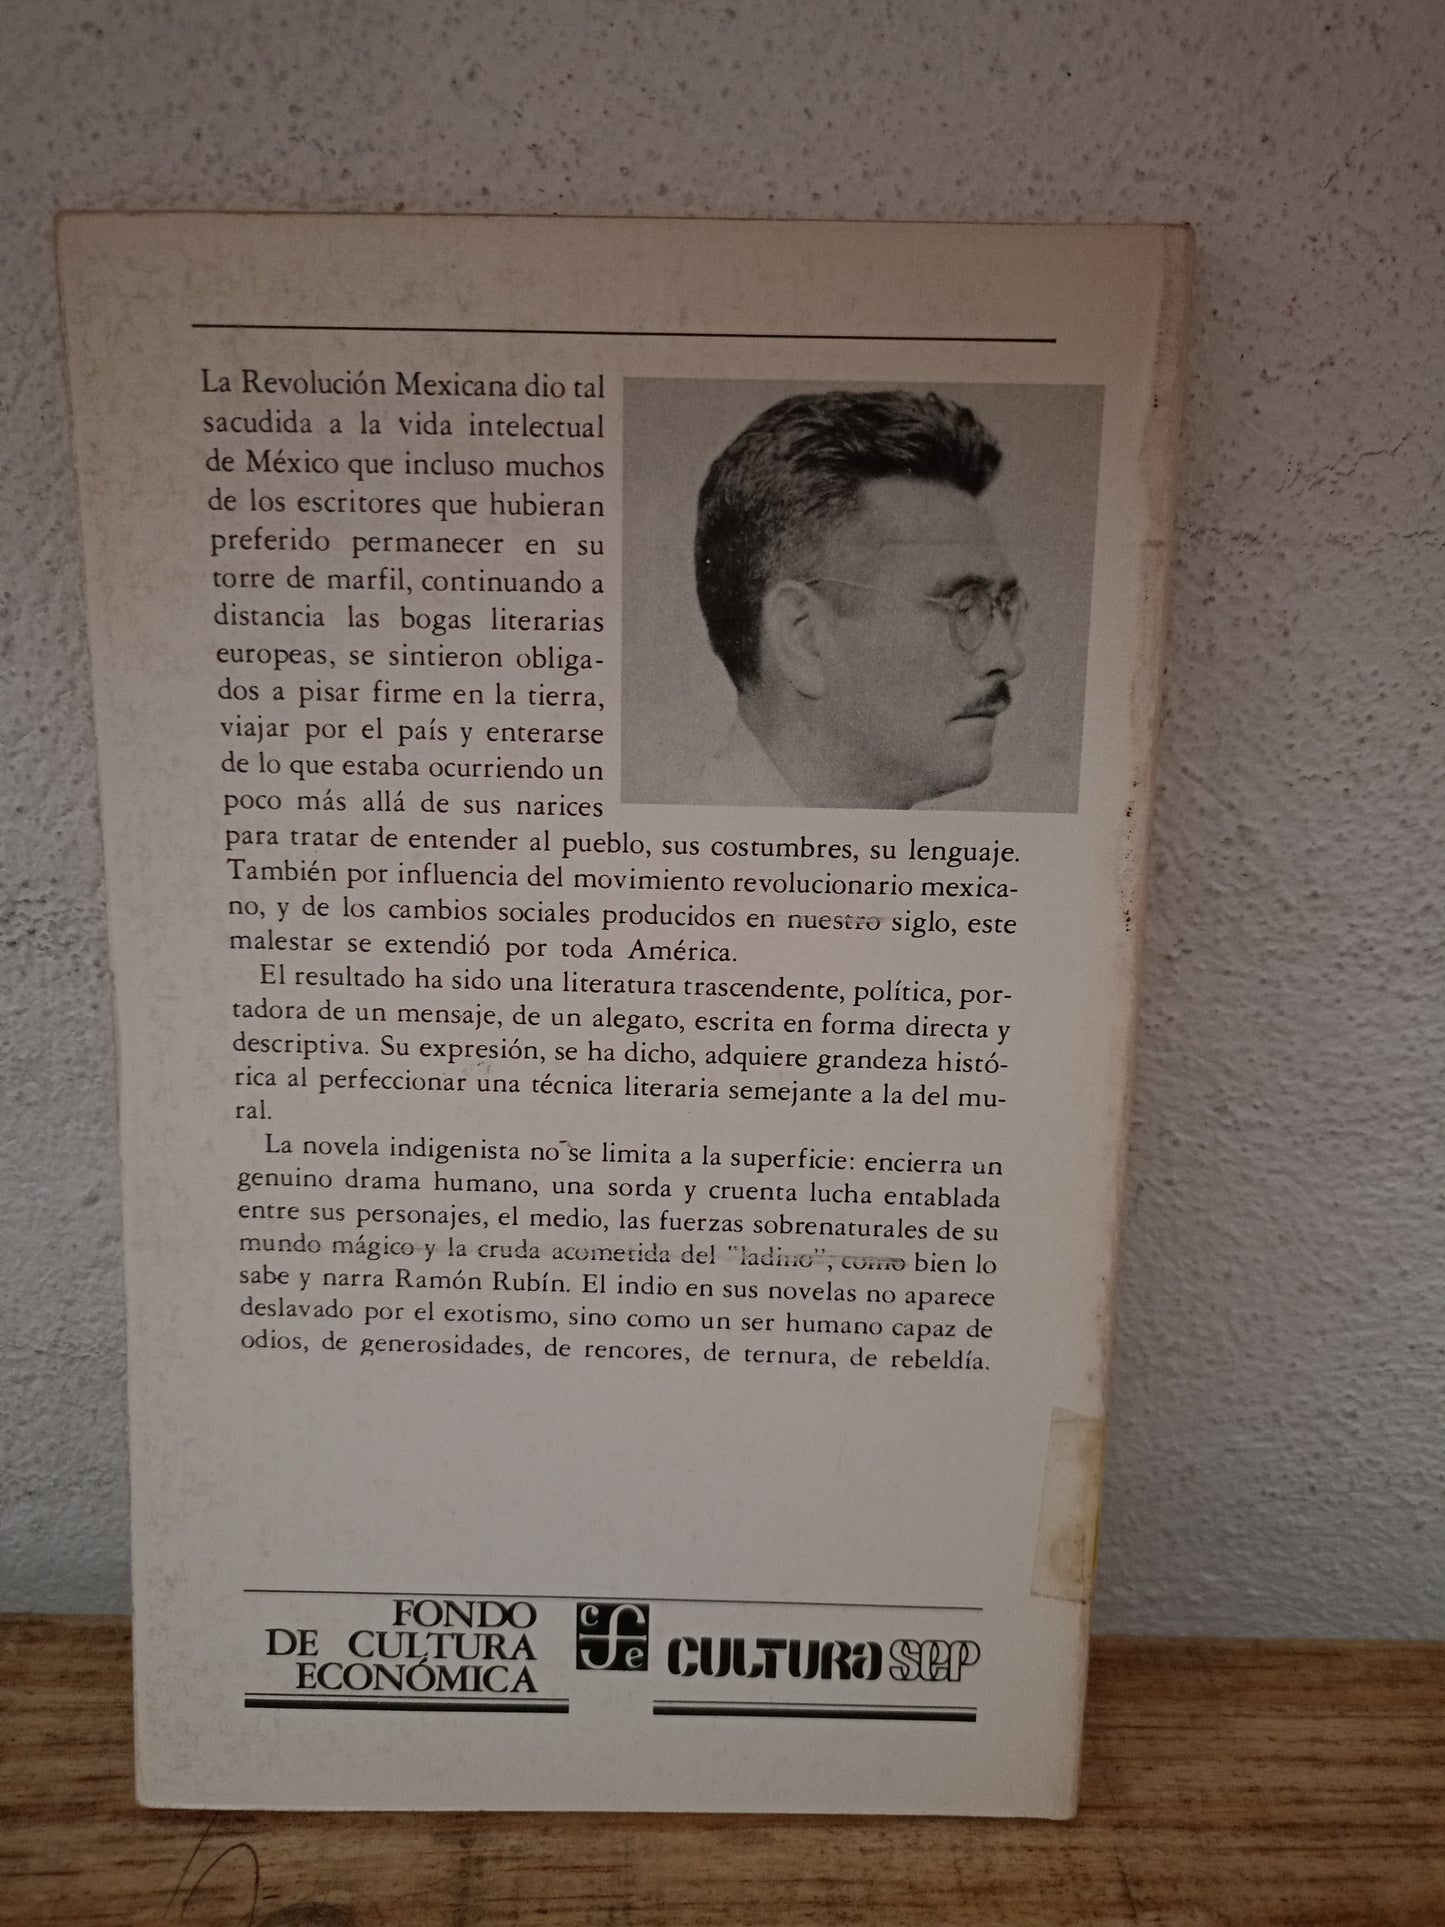 La Revolución Mexicana dio tal
sacudida a la vida intelectual
de México que incluso muchos
de los escritores que hubieran
preferido permanecer en su
torre de marfil, continuando a
distancia las bogas literarias
europeas, se sintieron obliga-
dos a pisar firme en la tierra,
viajar por el país y enterarse
de lo que estaba ocurriendo un
poco más allá de sus narices
para tratar de entender al pueblo, sus costumbres, su lenguaje.
También por influencia del movimiento revolucionario mexica-
no, y de los cambios sociales producidos en nuestro siglo, este
malestar se extendió por toda América.
El resultado ha sido una literatura trascendente, política, por-
tadora de un mensaje, de un alegato, escrita en forma directa y
descriptiva. Su expresión, se ha dicho, adquiere grandeza histó-
rica al perfeccionar una técnica literaria semejante a la del mu-
ral.
La novela indigenista no se limita a la superficie: encierra un
genuino drama humano, una sorda y cruenta lucha entablada
entre sus personajes, el medio, las fuerzas sobrenaturales de su
mundo mágico y la cruda acometida del "ladino", como bien lo
sabe y narra Ramón Rubín. El indio en sus novelas no aparece
deslavado por el exotismo, sino como un ser humano capaz de
odios, de generosidades, de rencores, de ternura, de rebeldía.
FONDO
DE CULTURA
ECONÓMICA
cfe
CULTURA SEP